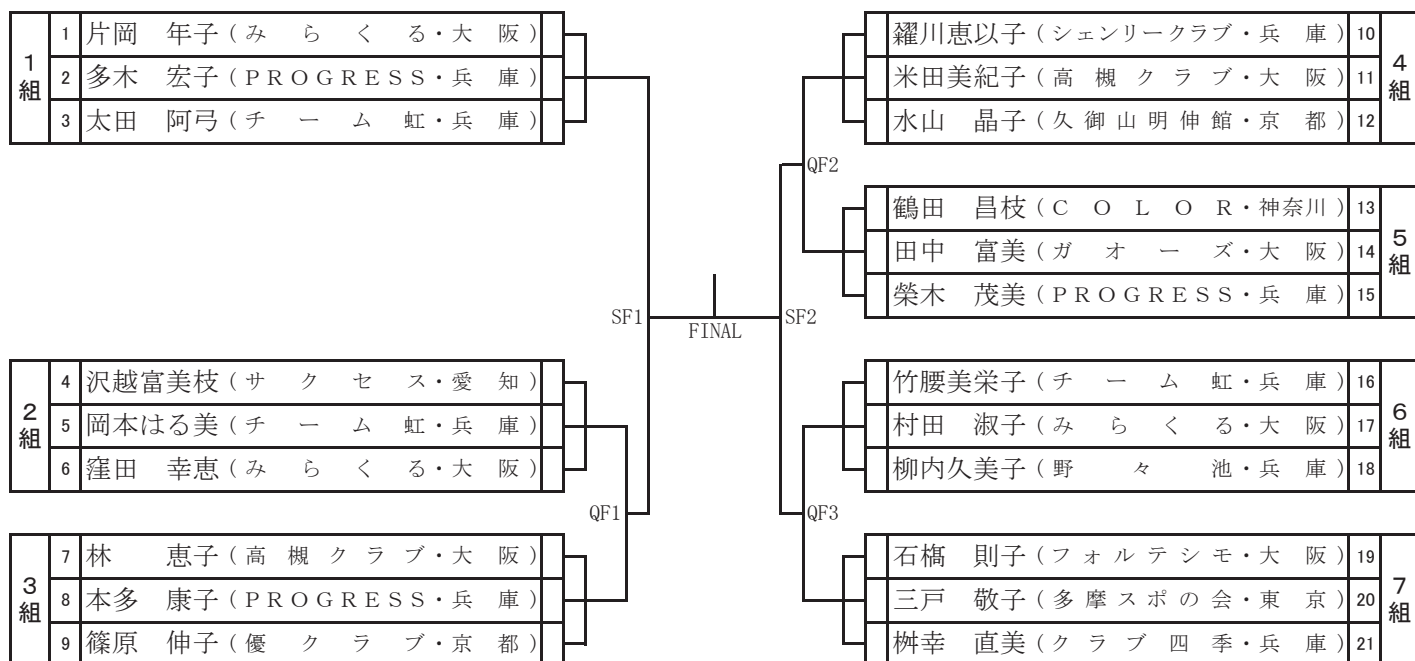 1組
1 片岡　年子(みらくる・大阪)
2 多木　宏子(PROGRESS・兵庫)
3 太田　阿弓(チーム虹・兵庫)
2組
4 沢越富美枝(サクセス・愛知)
5 岡本はる美(チーム虹・兵庫)
6 窪田　幸恵(みらくる・大阪)
3組
7 林　　恵子(高槻クラブ・大阪)
8 本多　康子(PROGRESS・兵庫)
9 篠原　伸子(優クラブ・京都)
QF1
SF1
FINAL
SF2
QF2
QF3
糴川恵以子(シェンリークラブ・兵庫) 10
米田美紀子(高槻クラブ・大阪) 11
水山　晶子(久御山明伸館・京都) 12
4組
鶴田　昌枝(COLOR・神奈川) 13
田中　富美(ガオーズ・大阪) 14
榮木　茂美(PROGRESS・兵庫) 15
5組
竹腰美栄子(チーム虹・兵庫) 16
村田　淑子(みらくる・大阪) 17
柳内久美子(野々池・兵庫) 18
6組
石槗　則子(フォルテシモ・大阪) 19
三戸　敬子(多摩スポの会・東京) 20
桝幸　直美(クラブ四季・兵庫) 21
7組